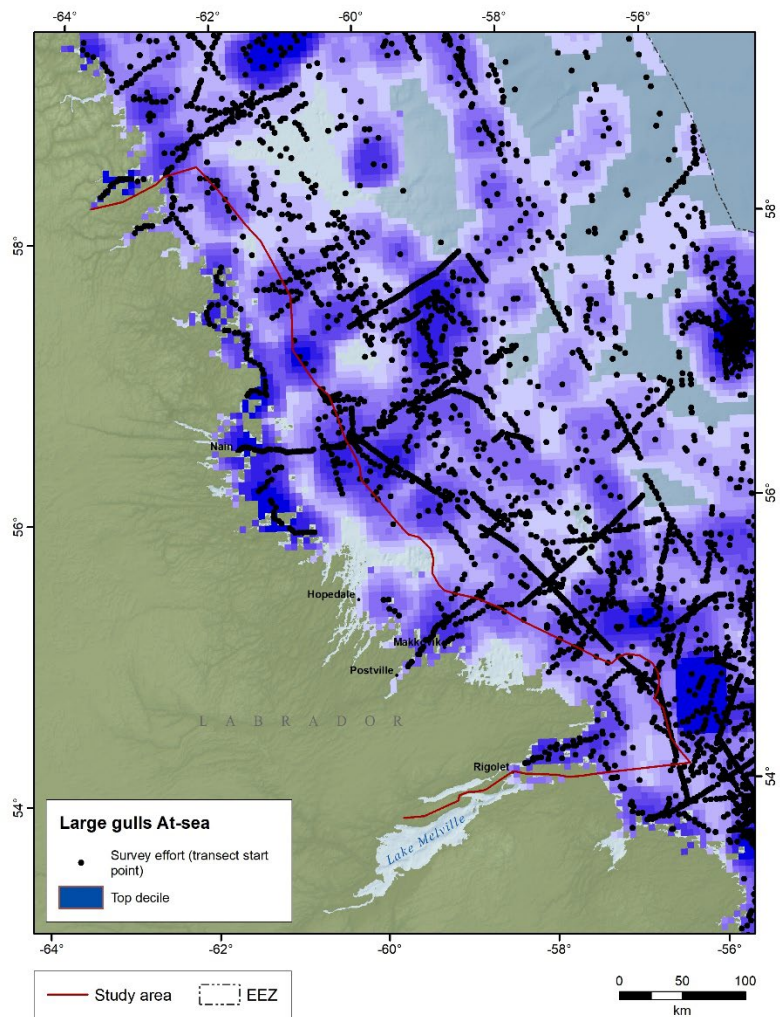 -64°
-62°
-60°
-58°
-56°
58°
58°
Nain
56°
56°
Hopedale
Makkovik
Postville
LABRADOR
Rigolet
54°
54°
Lake Melville
Large gulls At-sea
Survey effort (transect start
point)
Top decile
-64°
-62°
-60°
-58°
-56°
Study area
EEZ
0 50 100
km